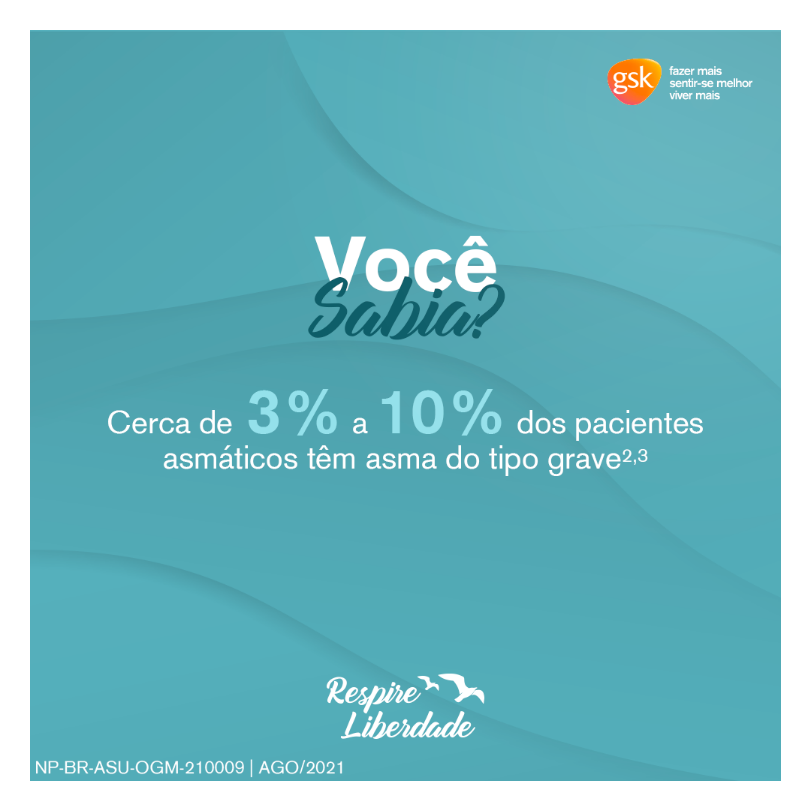 gsk
fazer mais
sentir-se melhor
viver mais
Você
Sabia?
Cerca de 3% a 10% dos pacientes
asmáticos têm asma do tipo grave²,³
Respire
Liberdade
NP-BR-ASU-OGM-210009 | AGO/2021